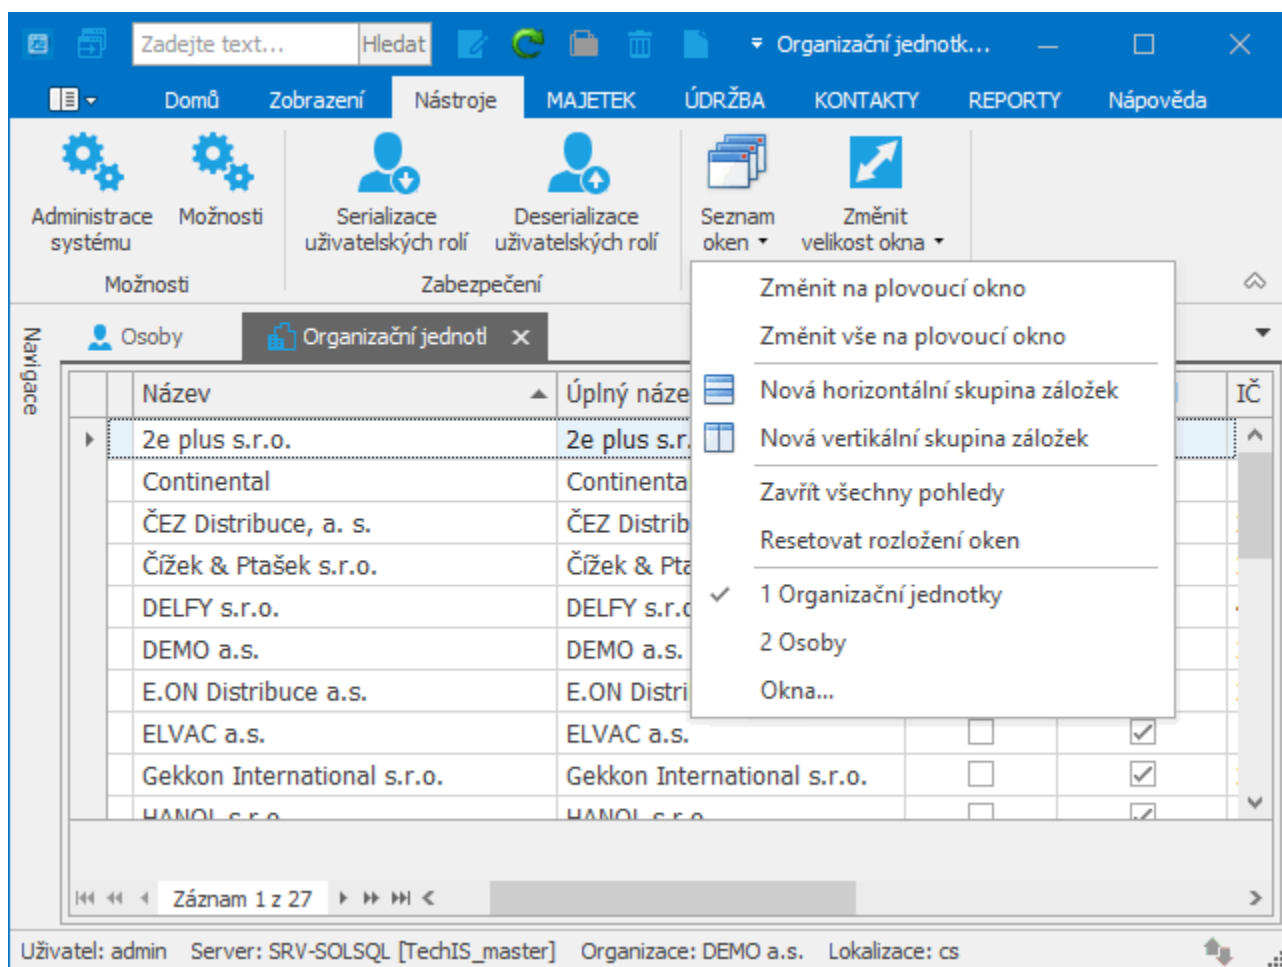 Zadejte text... Hledat Organizační jednotk...
Domů Zobrazení Nástroje MAJETEK ÚDRŽBA KONTAKTY REPORTY Nápověda
Administrace systému
Možnosti
Serializace uživatelských rolí
Deserializace uživatelských rolí
Seznam oken
Změnit velikost okna
Možnosti Zabezpečení
Změnit na plovoucí okno
Změnit vše na plovoucí okno
Nová horizontální skupina záložek
Nová vertikální skupina záložek
Zavřít všechny pohledy
Resetovat rozložení oken
1 Organizační jednotky
2 Osoby
Okna...
Navigace
Osoby Organizační jednotl
Název Úplný náze IČ
2e plus s.r.o. 2e plus s.r.
Continental Continenta
ČEZ Distribuce, a. s. ČEZ Distrib
Čížek & Ptašek s.r.o. Čížek & Pta
DELFY s.r.o. DELFY s.r.o
DEMO a.s. DEMO a.s.
E.ON Distribuce a.s. E.ON Distri
ELVAC a.s. ELVAC a.s.
Gekkon International s.r.o. Gekkon International s.r.o.
Záznam 1 z 27
Uživatel: admin Server: SRV-SOLSQL [TechIS_master] Organizace: DEMO a.s. Lokalizace: cs